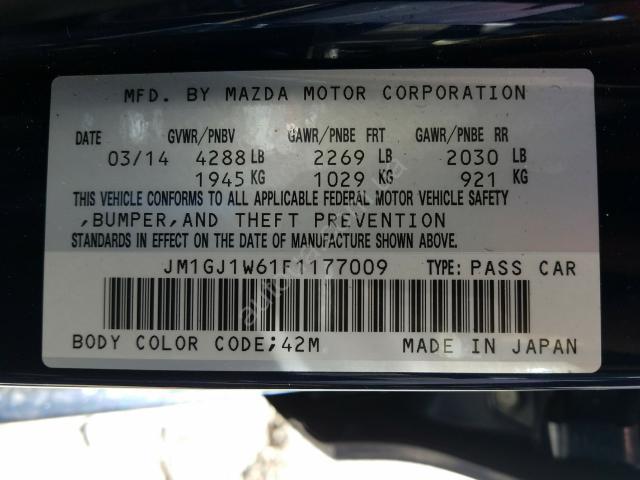 MFD. BY MAZDA MOTOR CORPORATION
DATE GVWR/PNBV GAWR/PNBE FRT GAWR/PNBE RR
03/14 4288 LB 2269 LB 2030 LB
1945 KG 1029 KG 921 KG
THIS VEHICLE CONFORMS TO ALL APPLICABLE FEDERAL MOTOR VEHICLE SAFETY
,BUMPER,AND THEFT PREVENTION
STANDARDS IN EFFECT ON THE DATE OF MANUFACTURE SHOWN ABOVE.
JM1GJ1W61F1177009 TYPE: PASS CAR
BODY COLOR CODE;42M MADE IN JAPAN